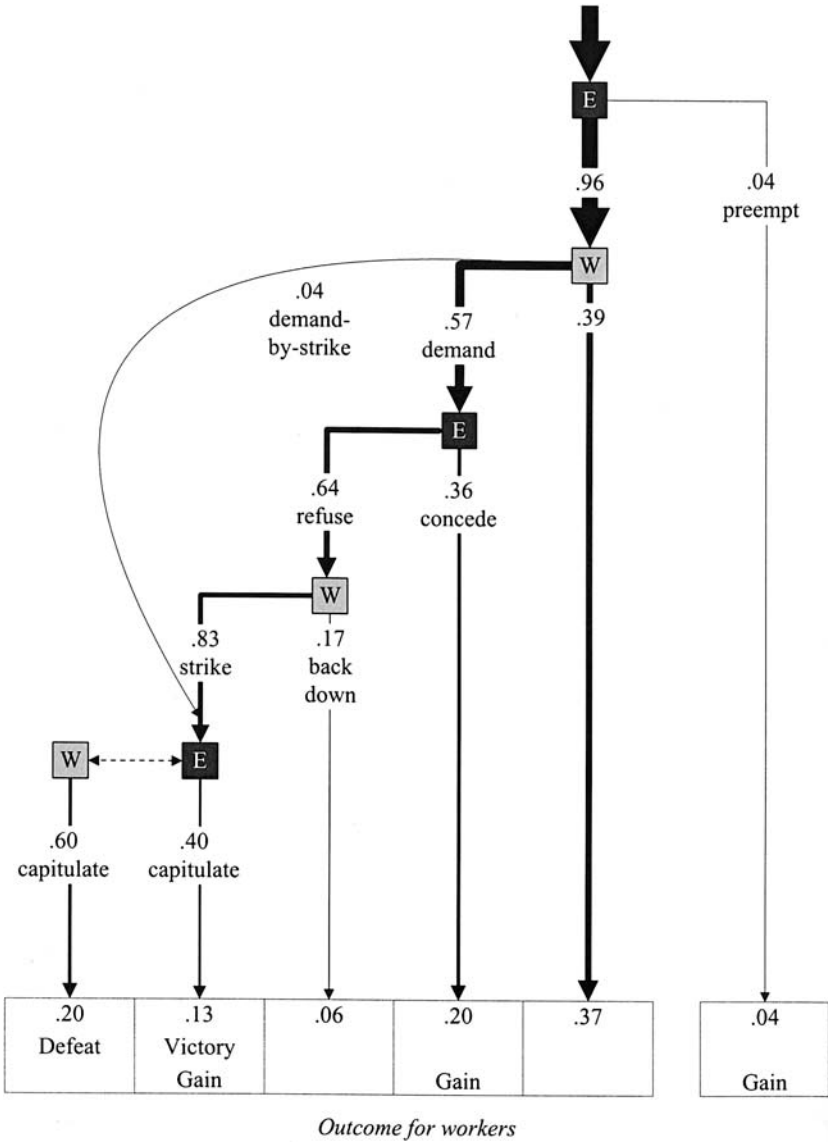 E
.96
.04
preempt
W
.04
demand-
by-strike
.57
demand
.39
E
.64
refuse
.36
concede
W
.83
strike
.17
back
down
W
E
.60
capitulate
.40
capitulate
.20
Defeat
.13
Victory
Gain
.06
.20
Gain
.37
.04
Gain
Outcome for workers